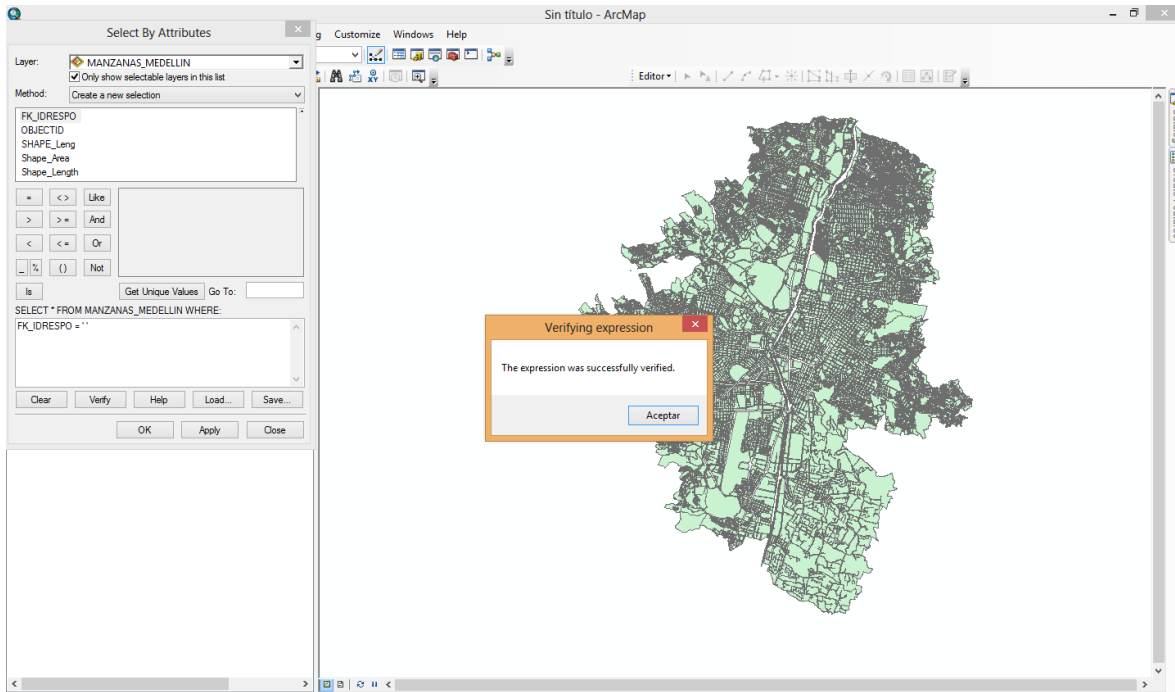 Sin título - ArcMap
Select By Attributes
g Customize Windows Help
Layer: MANZANAS_MEDELLIN
Only show selectable layers in this list
Method: Create a new selection
Editor
FK_IDRESPO
OBJECTID
SHAPE_Leng
Shape_Area
Shape_Length
= <> Like
> > = And
< < = Or
_ % () Not
Is Get Unique Values Go To:
SELECT * FROM MANZANAS_MEDELLIN WHERE:
FK_IDRESPO = ' '
Clear Verify Help Load... Save...
OK Apply Close
Verifying expression
The expression was successfully verified.
Aceptar